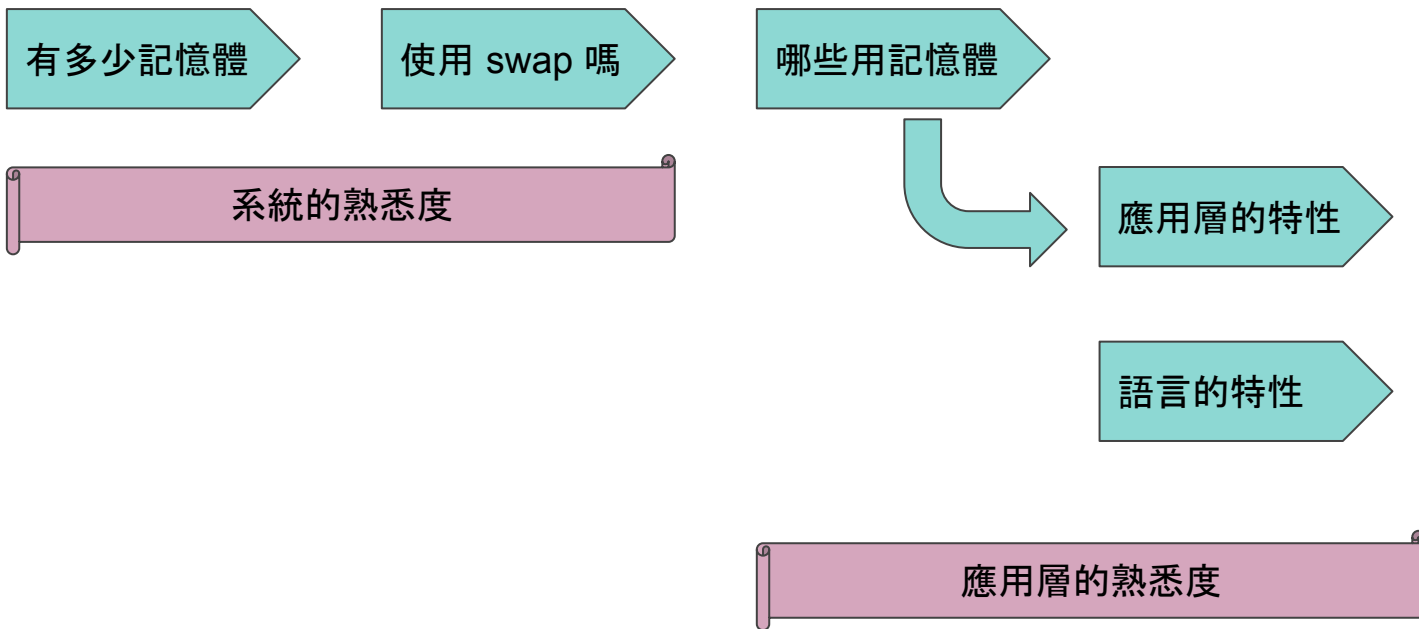 有多少記憶體
使用 swap 嗎
哪些用記憶體
系統的熟悉度
應用層的特性
語言的特性
應用層的熟悉度